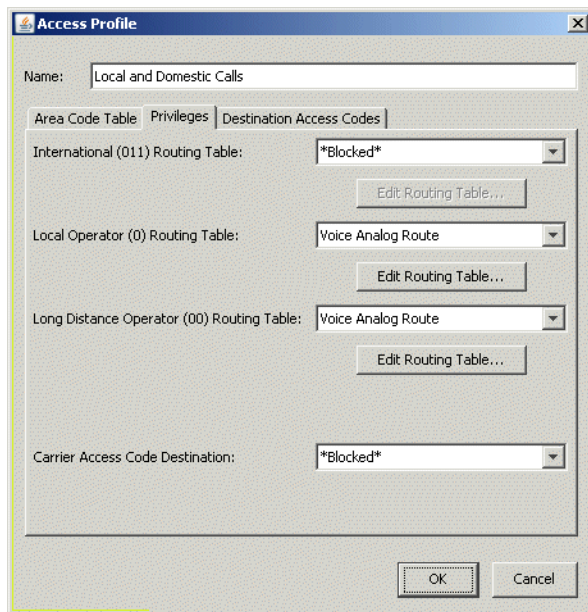 Access Profile
Name: Local and Domestic Calls
Area Code Table Privileges Destination Access Codes
International (011) Routing Table: *Blocked*
Edit Routing Table...
Local Operator (0) Routing Table: Voice Analog Route
Edit Routing Table...
Long Distance Operator (00) Routing Table: Voice Analog Route
Edit Routing Table...
Carrier Access Code Destination: *Blocked*
OK Cancel